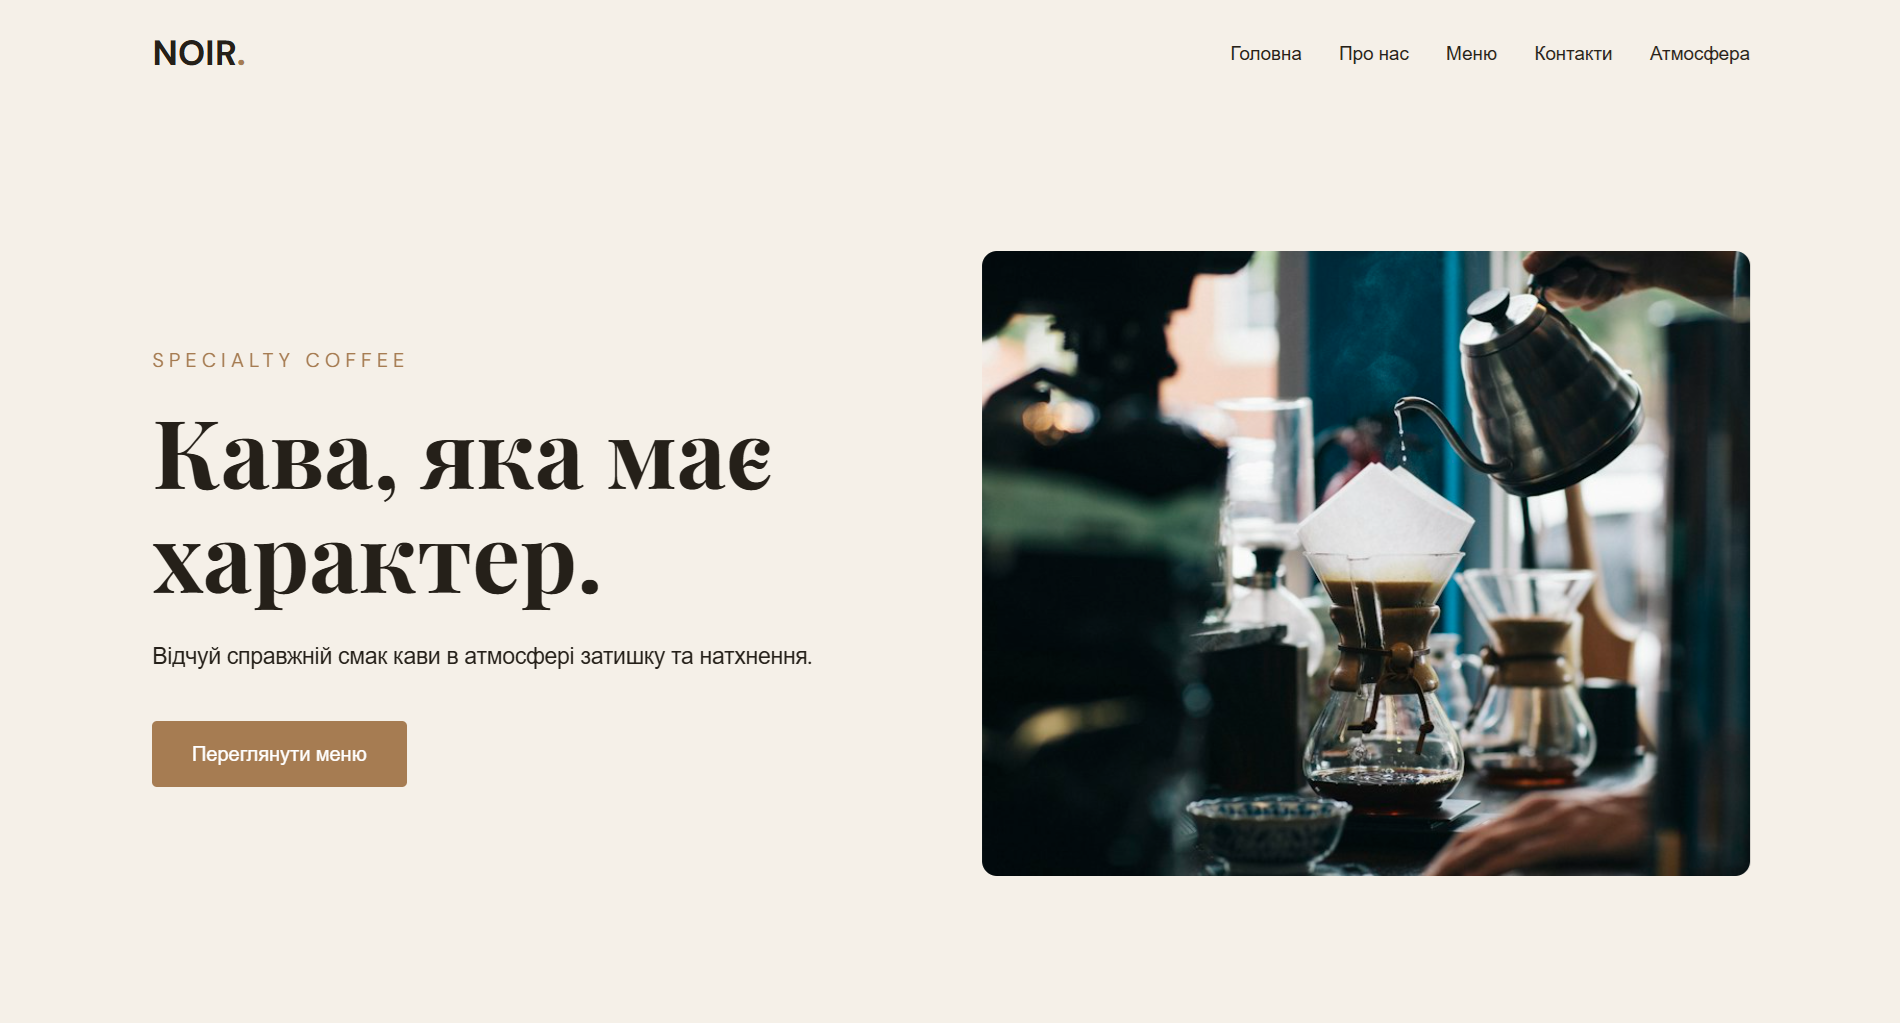 NOIR.
Головна Про нас Меню Контакти Атмосфера
SPECIALTY COFFEE
Кава, яка має
характер.
Відчуй справжній смак кави в атмосфері затишку та натхнення.
Переглянути меню